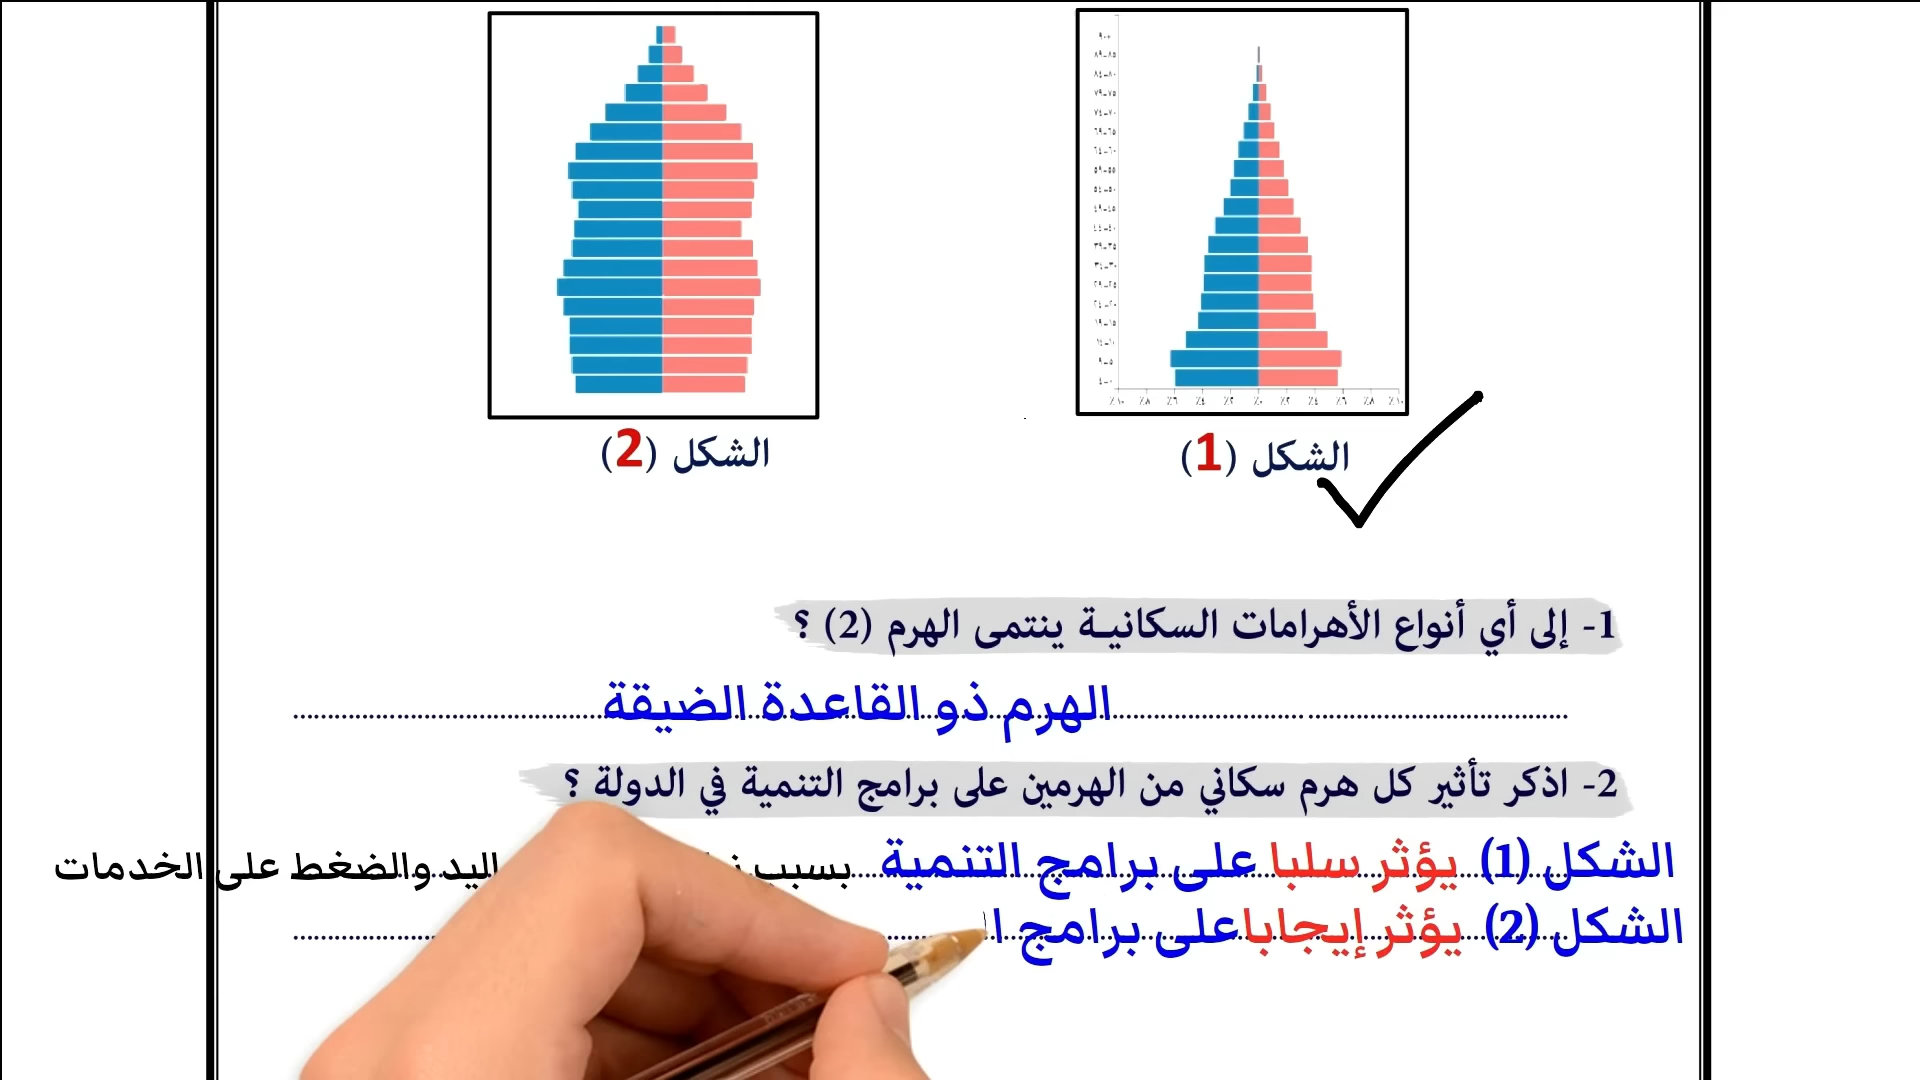 الشكل (1)
الشكل (2)
1- إلى أي أنواع الأهرامات السكانية ينتمى الهرم (2) ؟
الهرم ذو القاعدة الضيقة
2- اذكر تأثير كل هرم سكاني من الهرمين على برامج التنمية في الدولة ؟
الشكل (1) يؤثر سلبا على برامج التنمية بسبب والضغط على الخدمات
الشكل (2) يؤثر إيجابا على برامج ا